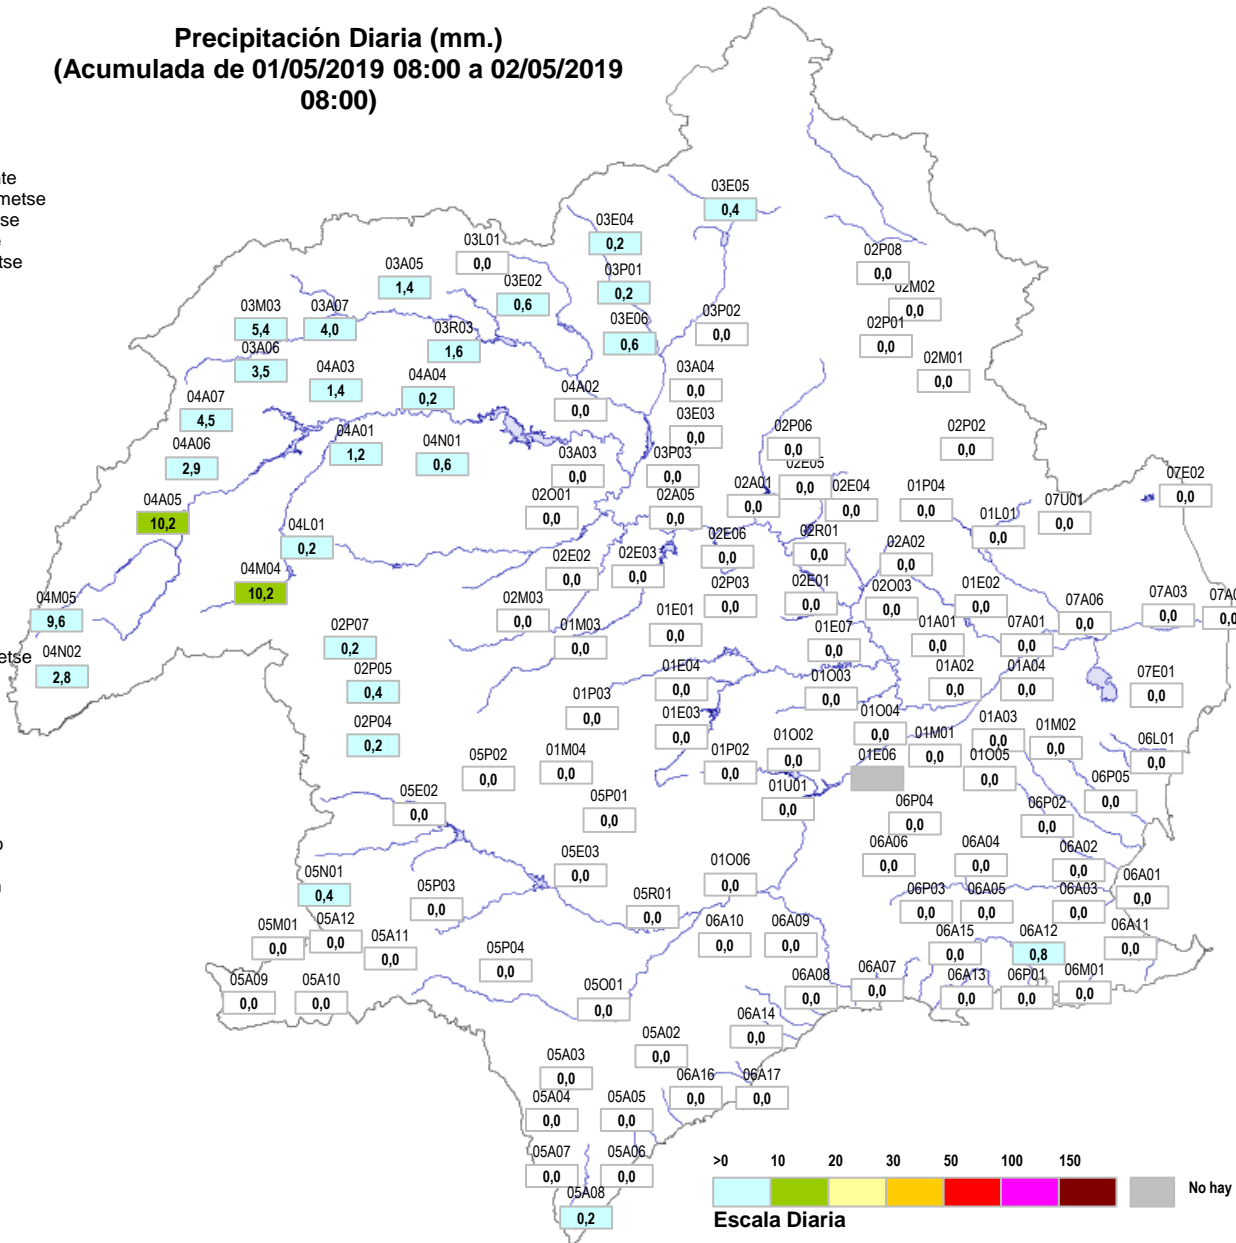 Precipitación Diaria (mm.)
(Acumulada de 01/05/2019 08:00 a 02/05/2019
08:00)
03E05
0,4
03E04
0,2
03L01
0,0
03P01
0,2
02P08
0,0
03A05
1,4
03E02
0,6
02M02
0,0
03M03
5,4
03A07
4,0
03E06
0,6
03P02
0,0
02P01
0,0
03R03
1,6
03A06
3,5
04A03
1,4
04A04
0,2
03A04
0,0
02M01
0,0
04A07
4,5
04A02
0,0
03E03
0,0
04A01
1,2
04N01
0,6
02P06
0,0
02P02
0,0
04A06
2,9
03A03
0,0
03P03
0,0
02E05
0,0
07E02
0,0
04A05
10,2
02O01
0,0
02A05
0,0
02A01
0,0
02E04
0,0
01P04
0,0
01L01
0,0
07U01
0,0
04L01
0,2
02E06
0,0
02R01
0,0
02A02
0,0
04M04
10,2
02E02
0,0
02E03
0,0
02P03
0,0
02E01
0,0
02O03
0,0
01E02
0,0
04M05
9,6
02M03
0,0
01E01
0,0
07A06
0,0
07A03
0,0
0,0
02P07
0,2
01M03
0,0
01E07
0,0
01A01
0,0
07A01
0,0
etse
04N02
2,8
02P05
0,4
01E04
0,0
01O03
0,0
01A02
0,0
01A04
0,0
07E01
0,0
01P03
0,0
02P04
0,2
01E03
0,0
01O04
0,0
01M01
0,0
01A03
0,0
01M02
0,0
06L01
0,0
05P02
0,0
01M04
0,0
01P02
0,0
01O02
0,0
01E06
01O05
0,0
06P05
0,0
05E02
0,0
05P01
0,0
01U01
0,0
06P04
0,0
06P02
0,0
05E03
0,0
01O06
0,0
06A06
0,0
06A04
0,0
06A02
0,0
05N01
0,4
05P03
0,0
05R01
0,0
06P03
0,0
06A05
0,0
06A03
0,0
06A01
0,0
05M01
0,0
05A12
0,0
05A11
0,0
06A10
0,0
06A09
0,0
06A15
0,0
06A12
0,8
06A11
0,0
05P04
0,0
05A09
0,0
05A10
0,0
05O01
0,0
06A08
0,0
06A07
0,0
06A13
0,0
06P01
0,0
06M01
0,0
06A14
0,0
05A02
0,0
05A03
0,0
06A16
0,0
06A17
0,0
05A04
0,0
05A05
0,0
05A07
0,0
05A06
0,0
05A08
0,2
>0 10 20 30 50 100 150
No hay
Escala Diaria